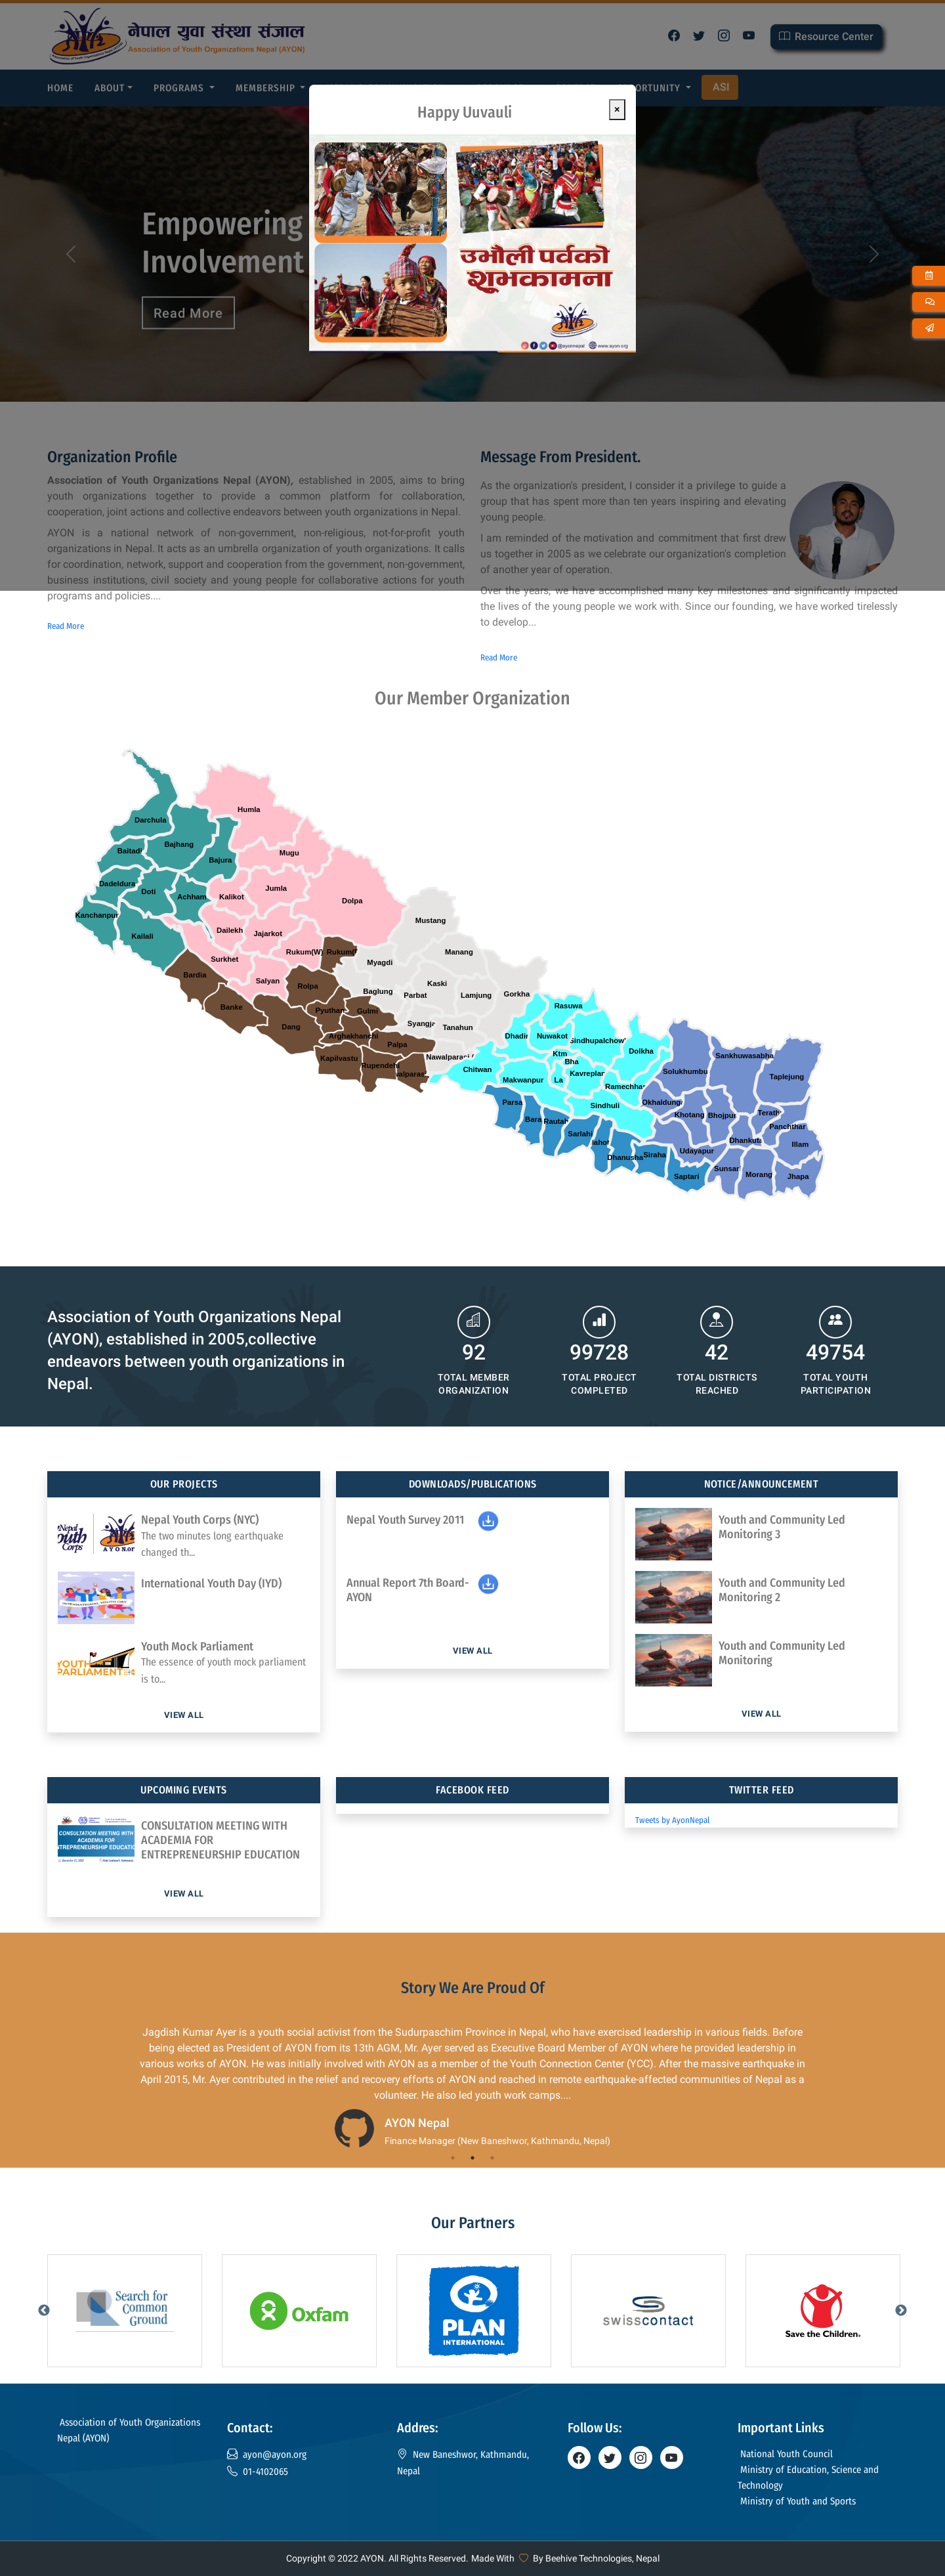 नेपाल युवा संस्था संजाल
Association of Youth Organizations Nepal (AYON)
Resource Center
HOME
ABOUT
PROGRAMS
MEMBERSHIP
ASI
Happy Uvauli
×
उभौली पर्वको
शुभकामना
@ayonnepal
www.ayon.org
Empowering
Involvement
Read More
Organization Profile
Association of Youth Organizations Nepal (AYON), established in 2005, aims to bring
youth organizations together to provide a common platform for collaboration,
cooperation, joint actions and collective endeavors between youth organizations in Nepal.
AYON is a national network of non-government, non-religious, not-for-profit youth
organizations in Nepal. It acts as an umbrella organization of youth organizations. It calls
for coordination, network, support and cooperation from the government, non-government,
business institutions, civil society and young people for collaborative actions for youth
programs and policies....
Read More
Message From President.
As the organization's president, I consider it a privilege to guide a
group that has spent more than ten years inspiring and elevating
young people.
I am reminded of the motivation and commitment that first drew
us together in 2005 as we celebrate our organization's completion
of another year of operation.
Over the years, we have accomplished many key milestones and significantly impacted
the lives of the young people we work with. Since our founding, we have worked tirelessly
to develop...
Read More
Our Member Organization
Humla
Darchula
Bajhang
Baitadi
Mugu
Bajura
Dadeldura
Doti
Jumla
Achham
Kalikot
Dolpa
Kanchanpur
Mustang
Dailekh
Jajarkot
Kailali
Rukum(W)
Manang
Surkhet
Myagdi
Bardia
Salyan
Kaski
Rolpa
Baglung
Parbat
Lamjung
Gorkha
Banke
Rasuwa
Pyuthan
Gulmi
Syangja
Tanahun
Dang
Arghakhanchi
Dhading
Nuwakot
Sindhupalchowk
Palpa
Dolkha
Ktm
Kapilvastu
Nawalparasi
Bha
Sankhuwasabha
Rupendehi
Chitwan
Kavreplan
Solukhumbu
Makwanpur
La
Taplejung
Ramechhap
Parsa
Sindhuli
Okhaldunga
Khotang
Bhojpur
Terath
Bara
Rautah
Panchthar
Sarlahi
Dhankuta
Illam
Dhanusha
Siraha
Udayapur
Sunsari
Saptari
Morang
Jhapa
Association of Youth Organizations Nepal
(AYON), established in 2005,collective
endeavors between youth organizations in
Nepal.
92
TOTAL MEMBER
ORGANIZATION
99728
TOTAL PROJECT
COMPLETED
42
TOTAL DISTRICTS
REACHED
49754
TOTAL YOUTH
PARTICIPATION
OUR PROJECTS
Nepal Youth Corps (NYC)
The two minutes long earthquake
changed th...
International Youth Day (IYD)
Youth Mock Parliament
The essence of youth mock parliament
is to...
VIEW ALL
DOWNLOADS/PUBLICATIONS
Nepal Youth Survey 2011
Annual Report 7th Board-
AYON
VIEW ALL
NOTICE/ANNOUNCEMENT
Youth and Community Led
Monitoring 3
Youth and Community Led
Monitoring 2
Youth and Community Led
Monitoring
VIEW ALL
UPCOMING EVENTS
CONSULTATION MEETING WITH
ACADEMIA FOR
ENTREPRENEURSHIP EDUCATION
VIEW ALL
FACEBOOK FEED
TWITTER FEED
Tweets by AyonNepal
Story We Are Proud Of
Jagdish Kumar Ayer is a youth social activist from the Sudurpaschim Province in Nepal, who have exercised leadership in various fields. Before
being elected as President of AYON from its 13th AGM, Mr. Ayer served as Executive Board Member of AYON where he provided leadership in
various works of AYON. He was initially involved with AYON as a member of the Youth Connection Center (YCC). After the massive earthquake in
April 2015, Mr. Ayer contributed in the relief and recovery efforts of AYON and reached in remote earthquake-affected communities of Nepal as a
volunteer. He also led youth work camps....
AYON Nepal
Finance Manager (New Baneshwor, Kathmandu, Nepal)
Our Partners
Search for
Common
Ground
Oxfam
PLAN
INTERNATIONAL
swisscontact
Save the Children.
Association of Youth Organizations
Nepal (AYON)
Contact:
ayon@ayon.org
01-4102065
Addres:
New Baneshwor, Kathmandu,
Nepal
Follow Us:
Important Links
National Youth Council
Ministry of Education, Science and
Technology
Ministry of Youth and Sports
Copyright © 2022 AYON. All Rights Reserved. Made With
By Beehive Technologies, Nepal